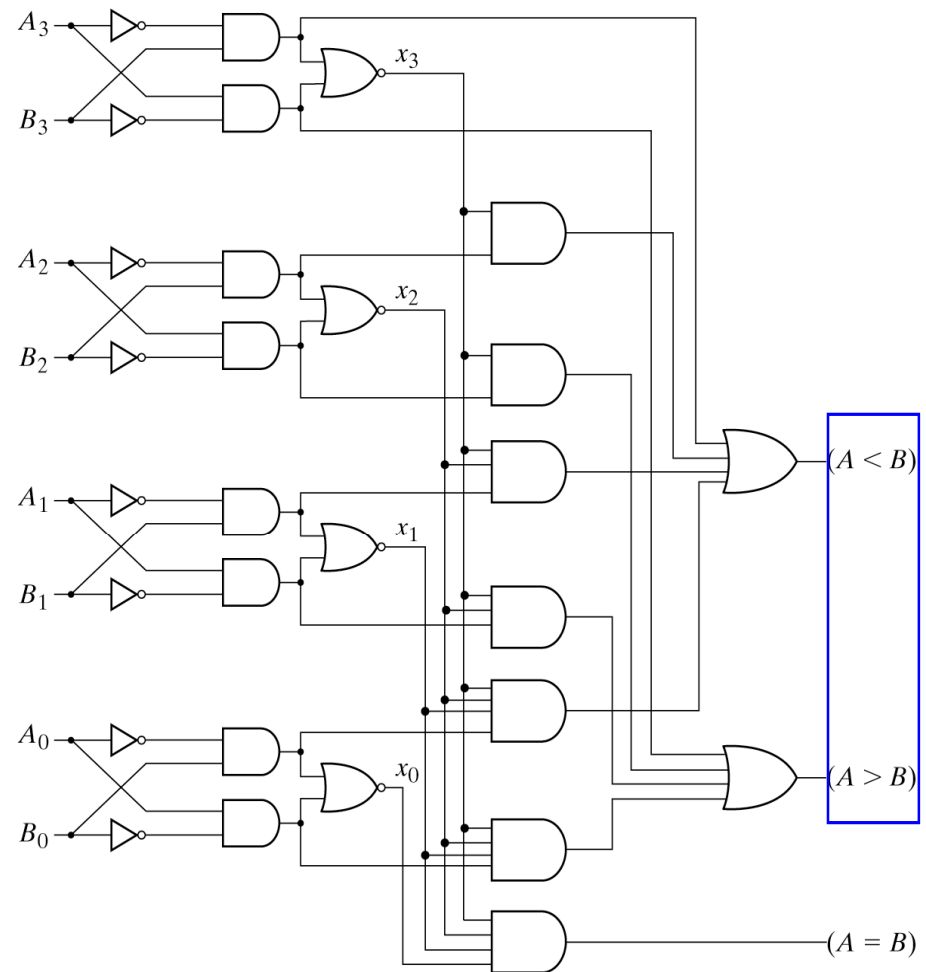 A₃
x₃
B₃
A₂
x₂
B₂
(A < B)
A₁
x₁
B₁
A₀
x₀
(A > B)
B₀
(A = B)